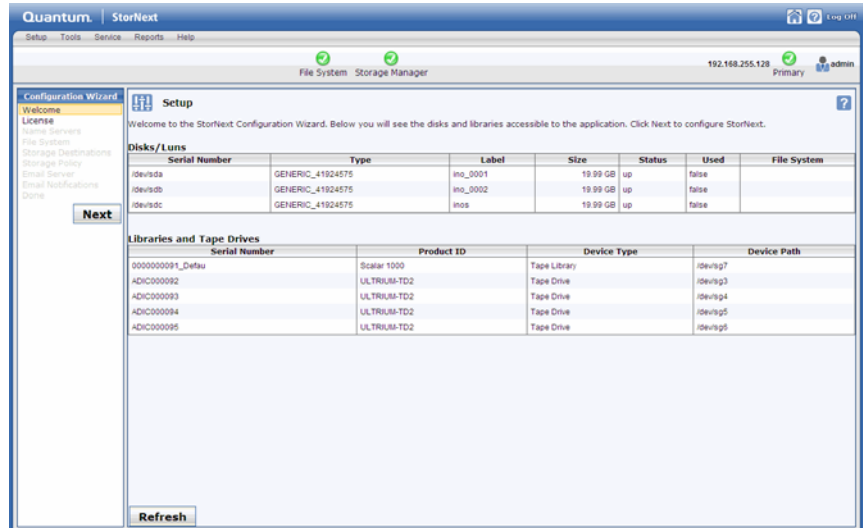 Quantum. StorNext Log Off
Setup Tools Service Reports Help
File System Storage Manager 192.168.255.128 Primary admin
Configuration Wizard
Welcome
License
Name Servers
File System
Storage Destinations
Storage Policy
Email Server
Email Notifications
Done
Next
Setup ?
Welcome to the StorNext Configuration Wizard. Below you will see the disks and libraries accessible to the application. Click Next to configure StorNext.
Disks/Luns
Serial Number Type Label Size Status Used File System
/dev/sda GENERIC_41924575 ino_0001 19.99 GB up false
/dev/sdb GENERIC_41924575 ino_0002 19.99 GB up false
/dev/sdc GENERIC_41924575 inos 19.99 GB up false
Libraries and Tape Drives
Serial Number Product ID Device Type Device Path
0000000091_Defau Scalar 1000 Tape Library /dev/sg7
ADIC000092 ULTRIUM-TD2 Tape Drive /dev/sg3
ADIC000093 ULTRIUM-TD2 Tape Drive /dev/sg4
ADIC000094 ULTRIUM-TD2 Tape Drive /dev/sg5
ADIC000095 ULTRIUM-TD2 Tape Drive /dev/sg6
Refresh